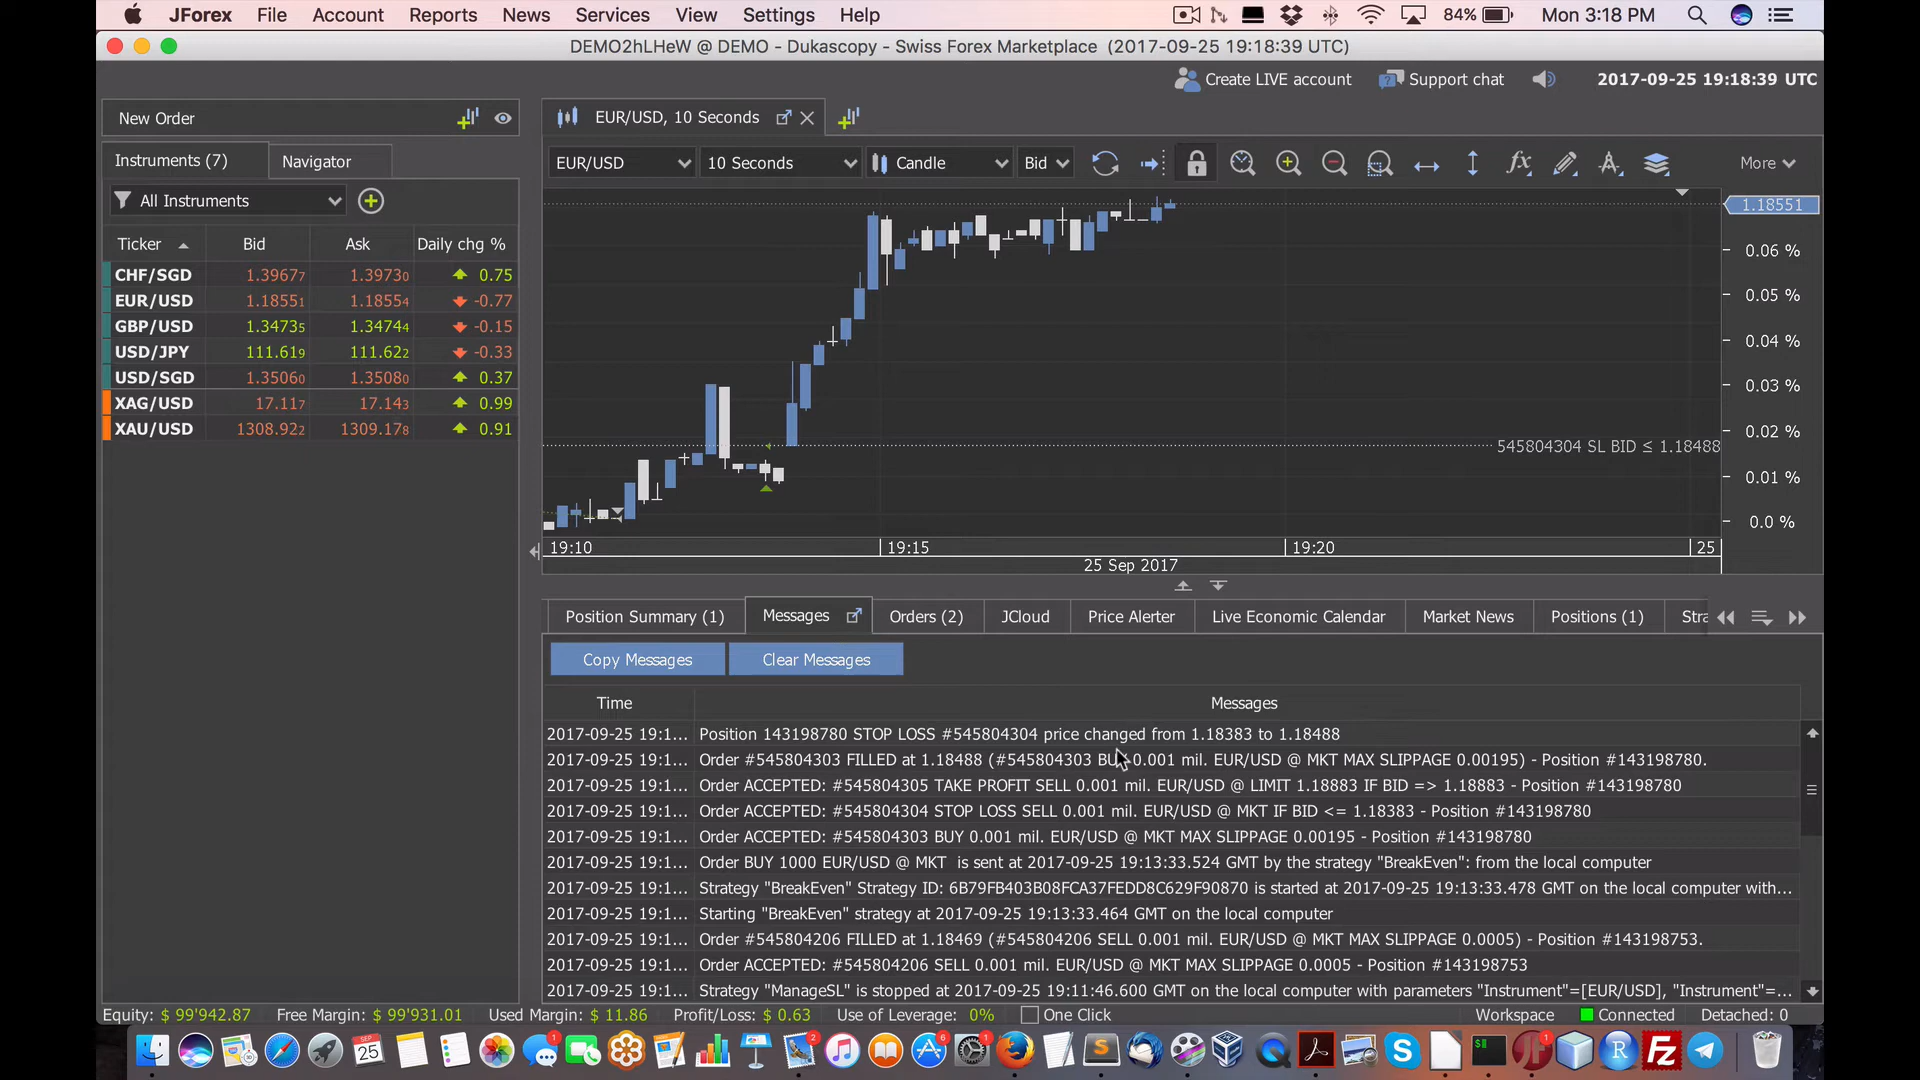 JForex File Account Reports News Services View Settings Help 84% Mon 3:18 PM
DEMO2hLHeW @ DEMO - Dukascopy - Swiss Forex Marketplace (2017-09-25 19:18:39 UTC)
Create LIVE account Support chat 2017-09-25 19:18:39 UTC
New Order
EUR/USD, 10 Seconds
Instruments (7) Navigator
EUR/USD 10 Seconds Candle Bid More
All Instruments
Ticker Bid Ask Daily chg %
CHF/SGD 1.39677 1.39730 0.75
EUR/USD 1.18551 1.18554 -0.77
GBP/USD 1.34735 1.34744 -0.15
USD/JPY 111.619 111.622 -0.33
USD/SGD 1.35060 1.35080 0.37
XAG/USD 17.117 17.143 0.99
XAU/USD 1308.922 1309.178 0.91
1.18551
0.06 %
0.05 %
0.04 %
0.03 %
0.02 %
545804304 SL BID ≤ 1.18488
0.01 %
0.0 %
19:10 19:15 19:20 25
25 Sep 2017
Position Summary (1) Messages Orders (2) JCloud Price Alerter Live Economic Calendar Market News Positions (1) Stra
Copy Messages Clear Messages
Time Messages
2017-09-25 19:1... Position 143198780 STOP LOSS #545804304 price changed from 1.18383 to 1.18488
2017-09-25 19:1... Order #545804303 FILLED at 1.18488 (#545804303 BUY 0.001 mil. EUR/USD @ MKT MAX SLIPPAGE 0.00195) - Position #143198780.
2017-09-25 19:1... Order ACCEPTED: #545804305 TAKE PROFIT SELL 0.001 mil. EUR/USD @ LIMIT 1.18883 IF BID => 1.18883 - Position #143198780
2017-09-25 19:1... Order ACCEPTED: #545804304 STOP LOSS SELL 0.001 mil. EUR/USD @ MKT IF BID <= 1.18383 - Position #143198780
2017-09-25 19:1... Order ACCEPTED: #545804303 BUY 0.001 mil. EUR/USD @ MKT MAX SLIPPAGE 0.00195 - Position #143198780
2017-09-25 19:1... Order BUY 1000 EUR/USD @ MKT is sent at 2017-09-25 19:13:33.524 GMT by the strategy "BreakEven": from the local computer
2017-09-25 19:1... Strategy "BreakEven" Strategy ID: 6B79FB403B08FCA37FEDD8C629F90870 is started at 2017-09-25 19:13:33.478 GMT on the local computer with...
2017-09-25 19:1... Starting "BreakEven" strategy at 2017-09-25 19:13:33.464 GMT on the local computer
2017-09-25 19:1... Order #545804206 FILLED at 1.18469 (#545804206 SELL 0.001 mil. EUR/USD @ MKT MAX SLIPPAGE 0.0005) - Position #143198753.
2017-09-25 19:1... Order ACCEPTED: #545804206 SELL 0.001 mil. EUR/USD @ MKT MAX SLIPPAGE 0.0005 - Position #143198753
2017-09-25 19:1... Strategy "ManageSL" is stopped at 2017-09-25 19:11:46.600 GMT on the local computer with parameters "Instrument"=[EUR/USD], "Instrument"=...
Equity: $ 99'942.87 Free Margin: $ 99'931.01 Used Margin: $ 11.86 Profit/Loss: $ 0.63 Use of Leverage: 0% One Click Workspace Connected Detached: 0